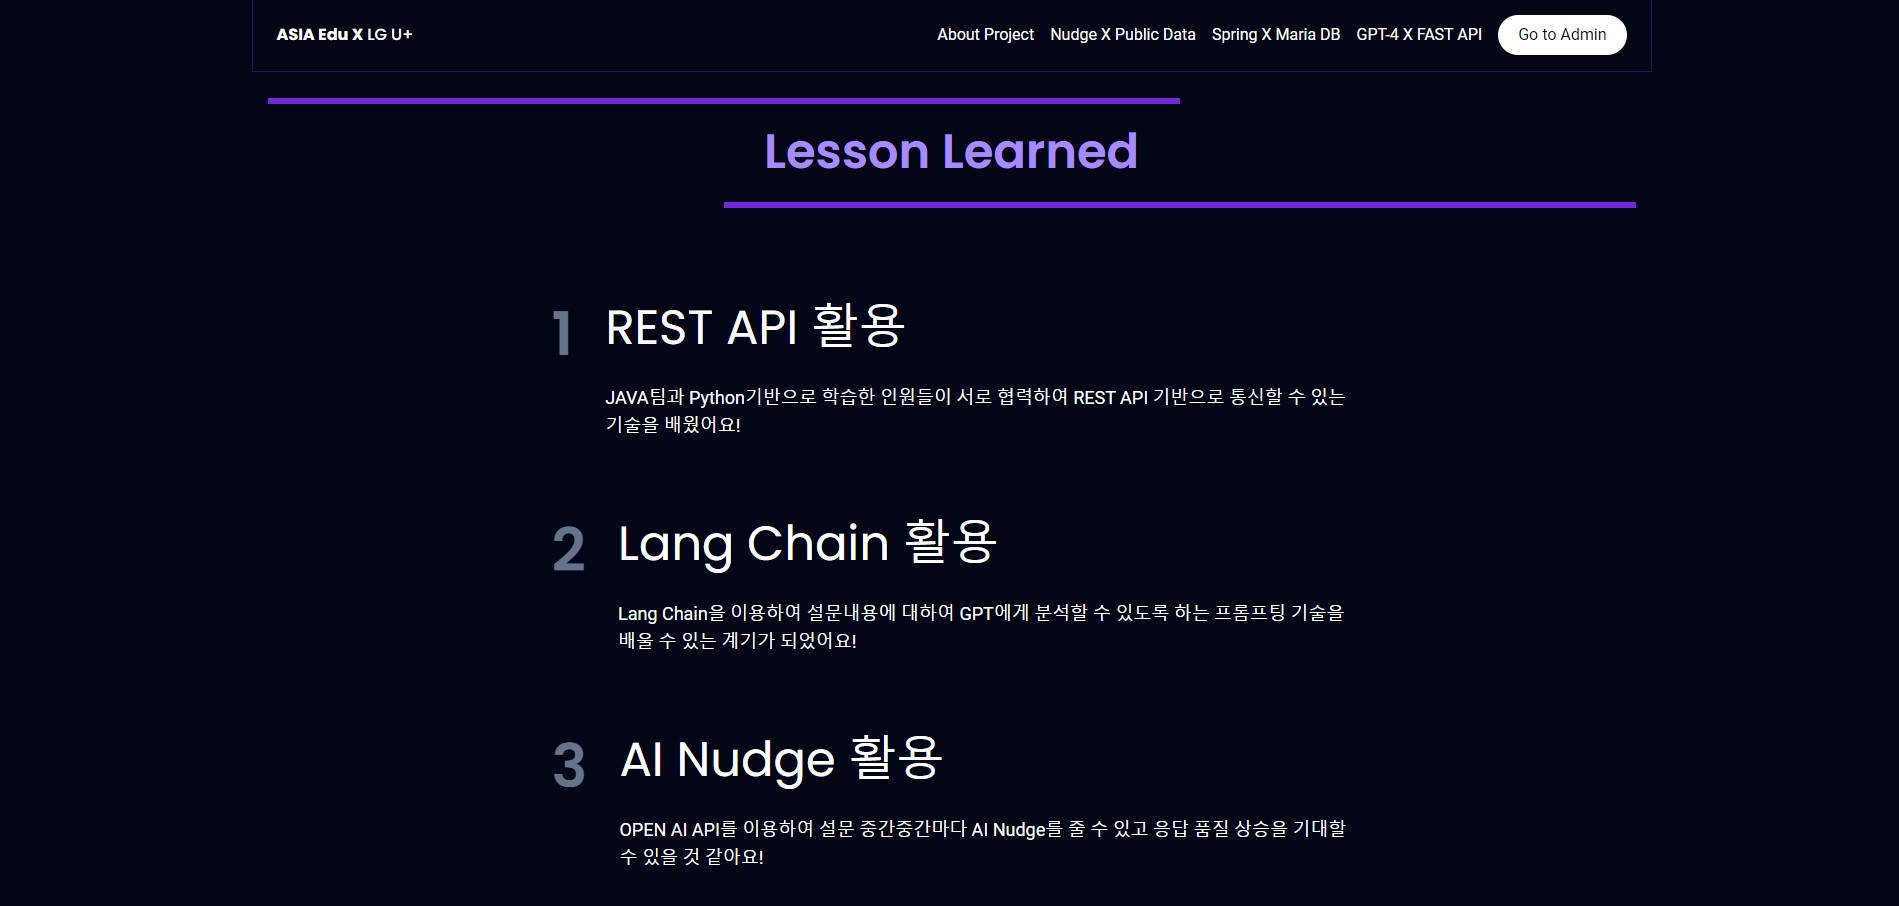 ASIA Edu X LG U+
About Project Nudge X Public Data Spring X Maria DB GPT-4 X FAST API Go to Admin
Lesson Learned
1 REST API 활용
JAVA팀과 Python기반으로 학습한 인원들이 서로 협력하여 REST API 기반으로 통신할 수 있는
기술을 배웠어요!
2 Lang Chain 활용
Lang Chain을 이용하여 설문내용에 대하여 GPT에게 분석할 수 있도록 하는 프롬프팅 기술을
배울 수 있는 계기가 되었어요!
3 AI Nudge 활용
OPEN AI API를 이용하여 설문 중간중간마다 AI Nudge를 줄 수 있고 응답 품질 상승을 기대할
수 있을 것 같아요!